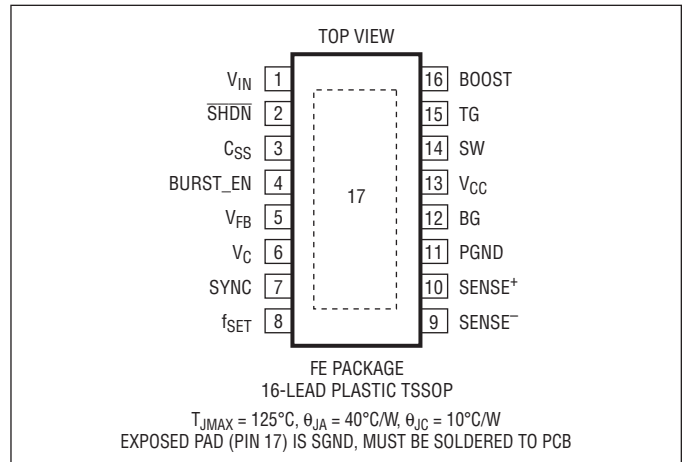 TOP VIEW
V_IN 1
S̅H̅D̅N̅ 2
C_SS 3
BURST_EN 4
V_FB 5
V_C 6
SYNC 7
f_SET 8
17
16 BOOST
15 TG
14 SW
13 V_CC
12 BG
11 PGND
10 SENSE⁺
9 SENSE⁻
FE PACKAGE
16-LEAD PLASTIC TSSOP
T_JMAX = 125°C, θ_JA = 40°C/W, θ_JC = 10°C/W
EXPOSED PAD (PIN 17) IS SGND, MUST BE SOLDERED TO PCB